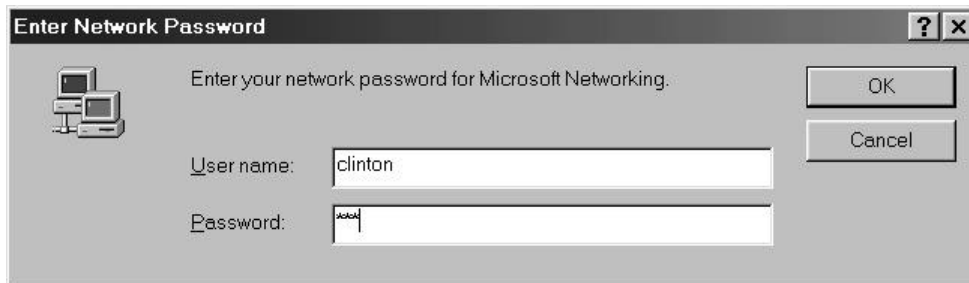 Enter Network Password
? ×
Enter your network password for Microsoft Networking.
OK
Cancel
User name: clinton
Password: ***